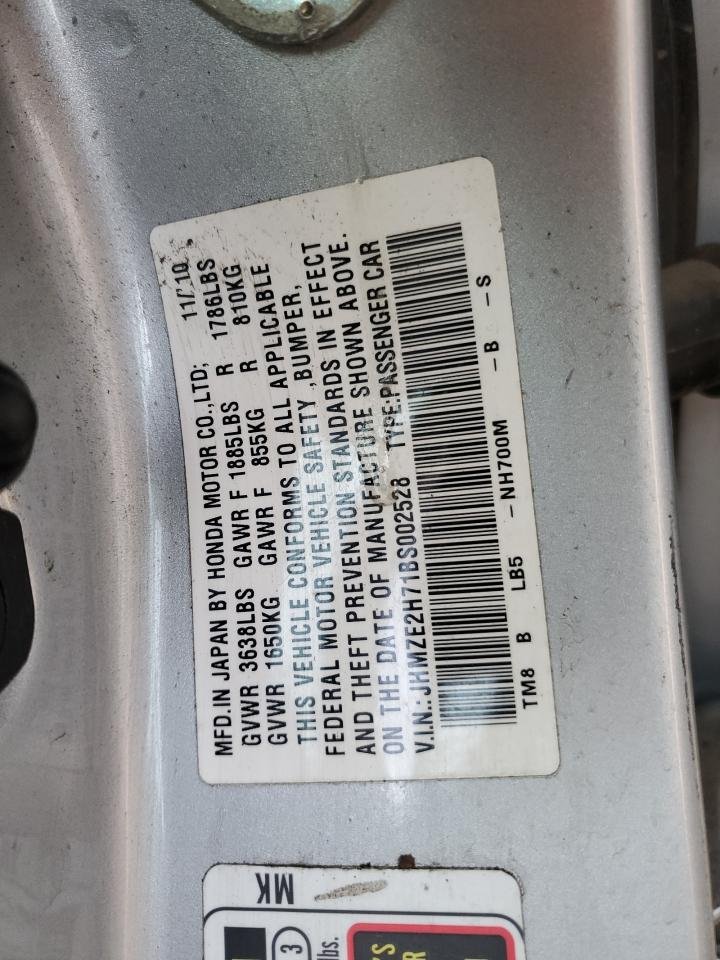 MFD.IN JAPAN BY HONDA MOTOR CO.,LTD; 11/'10
GVWR 3638LBS GAWR F 1885LBS R 1786LBS
GVWR 1650KG GAWR F 855KG R 810KG
THIS VEHICLE CONFORMS TO ALL APPLICABLE
FEDERAL MOTOR VEHICLE SAFETY ,BUMPER,
AND THEFT PREVENTION STANDARDS IN EFFECT
ON THE DATE OF MANUFACTURE SHOWN ABOVE.
V.I.N.: JHMZE2H71BS002528 TYPE:PASSENGER CAR
TM8 B LB5 - NH700M - B - S
MK
3
lbs.